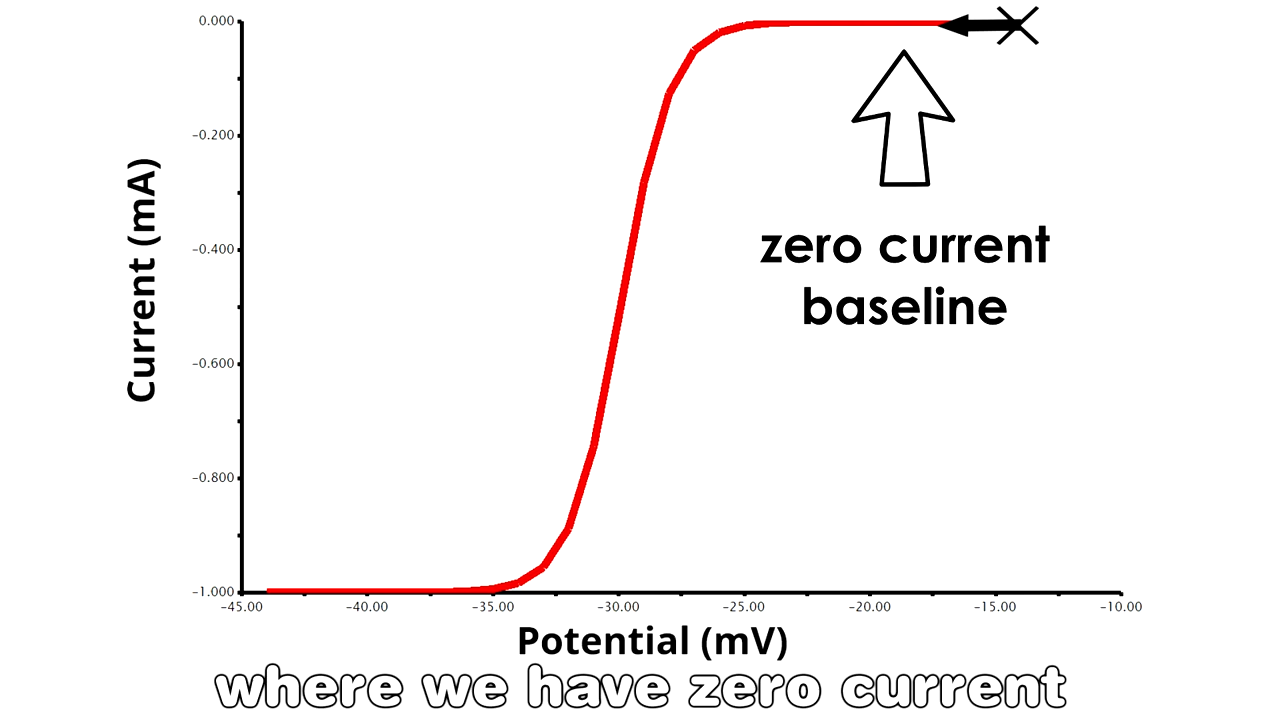 0.000
−0.200
−0.400
−0.600
−0.800
−1.000
Current (mA)
zero current
baseline
−45.00 −40.00 −35.00 −30.00 −25.00 −20.00 −15.00 −10.00
Potential (mV)
where we have zero current